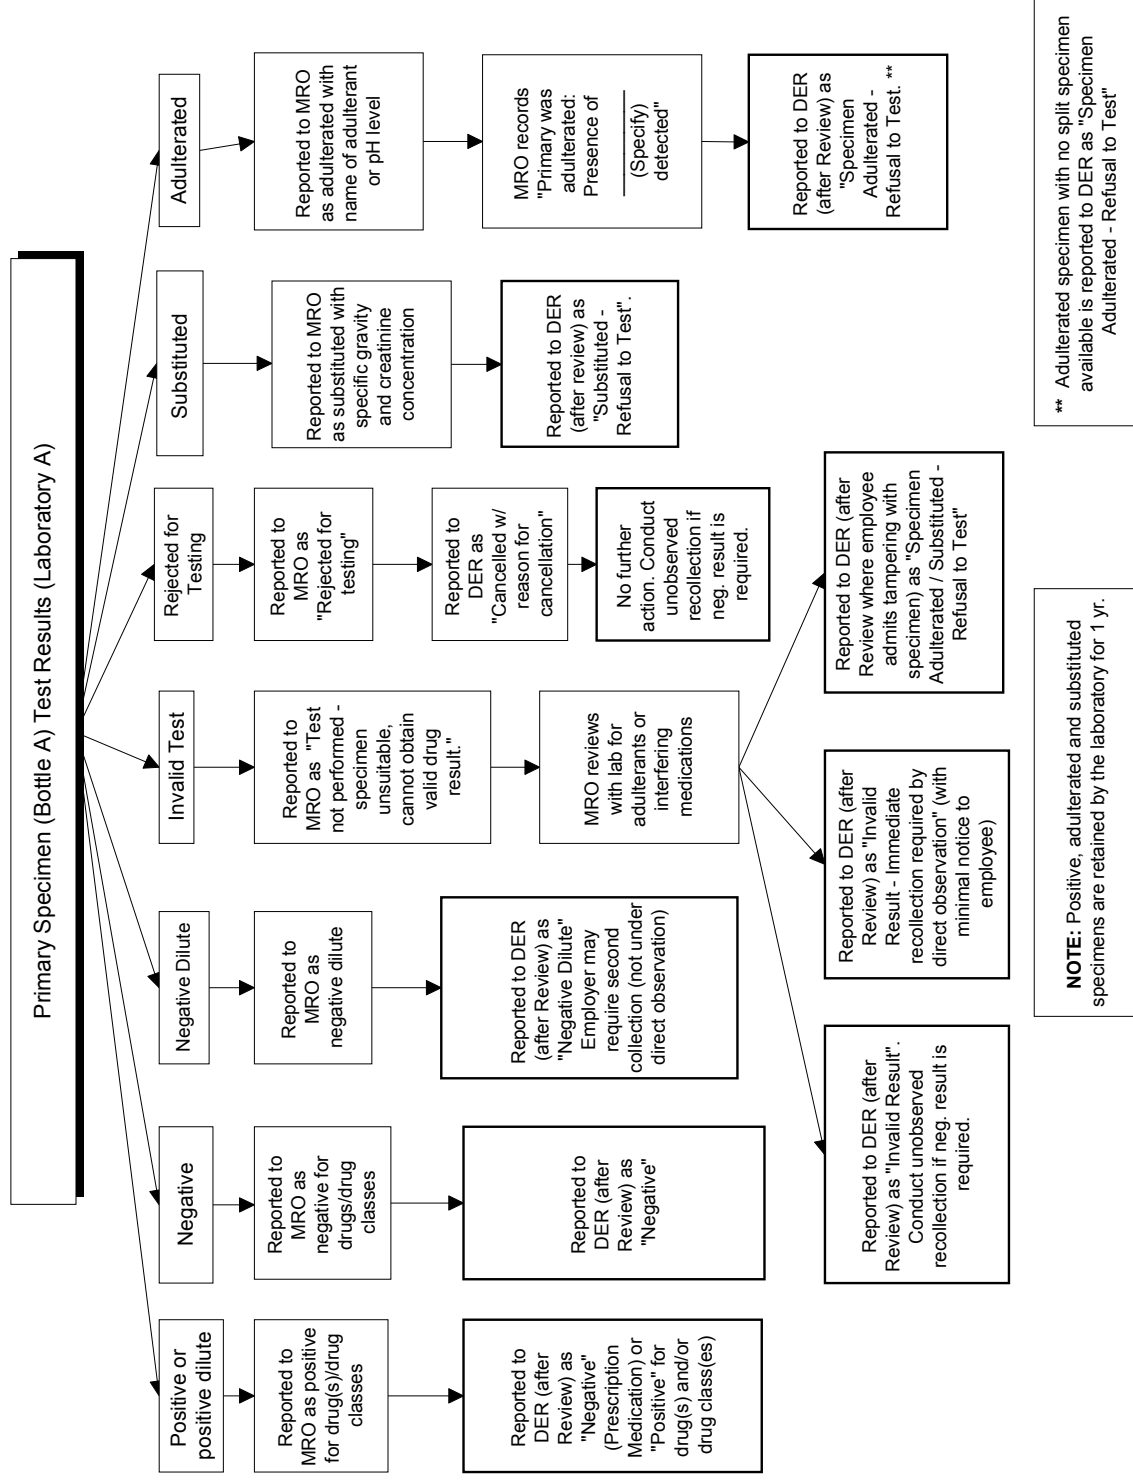 Primary Specimen (Bottle A) Test Results (Laboratory A)
Positive or
positive dilute
Reported to
MRO as positive
for drug(s)/drug
classes
Reported to
DER (after
Review) as
"Negative"
(Prescription
Medication) or
"Positive" for
drug(s) and/or
drug class(es)
Negative
Reported to
MRO as
negative for
drugs/drug
classes
Reported to
DER (after
Review) as
"Negative"
Negative Dilute
Reported to
MRO as
negative dilute
Reported to DER
(after Review) as
"Negative Dilute"
Employer may
require second
collection (not under
direct observation)
Invalid Test
Reported to
MRO as "Test
not performed -
specimen
unsuitable,
cannot obtain
valid drug
result."
MRO reviews
with lab for
adulterants or
interfering
medications
Reported to DER (after
Review) as "Invalid Result".
Conduct unobserved
recollection if neg. result is
required.
Reported to DER (after
Review) as "Invalid
Result - Immediate
recollection required by
direct observation" (with
minimal notice to
employee)
Reported to DER (after
Review where employee
admits tampering with
specimen) as "Specimen
Adulterated / Substituted -
Refusal to Test"
Rejected for
Testing
Reported to
MRO as
"Rejected for
testing"
Reported to
DER as
"Cancelled w/
reason for
cancellation"
No further
action. Conduct
unobserved
recollection if
neg. result is
required.
Substituted
Reported to MRO
as substituted with
specific gravity
and creatinine
concentration
Reported to DER
(after review) as
"Substituted -
Refusal to Test".
Adulterated
Reported to MRO
as adulterated with
name of adulterant
or pH level
MRO records
"Primary was
adulterated:
Presence of
________
(Specify)
detected"
Reported to DER
(after Review) as
"Specimen
Adulterated -
Refusal to Test. **
NOTE: Positive, adulterated and substituted
specimens are retained by the laboratory for 1 yr.
** Adulterated specimen with no split specimen
available is reported to DER as "Specimen
Adulterated - Refusal to Test"